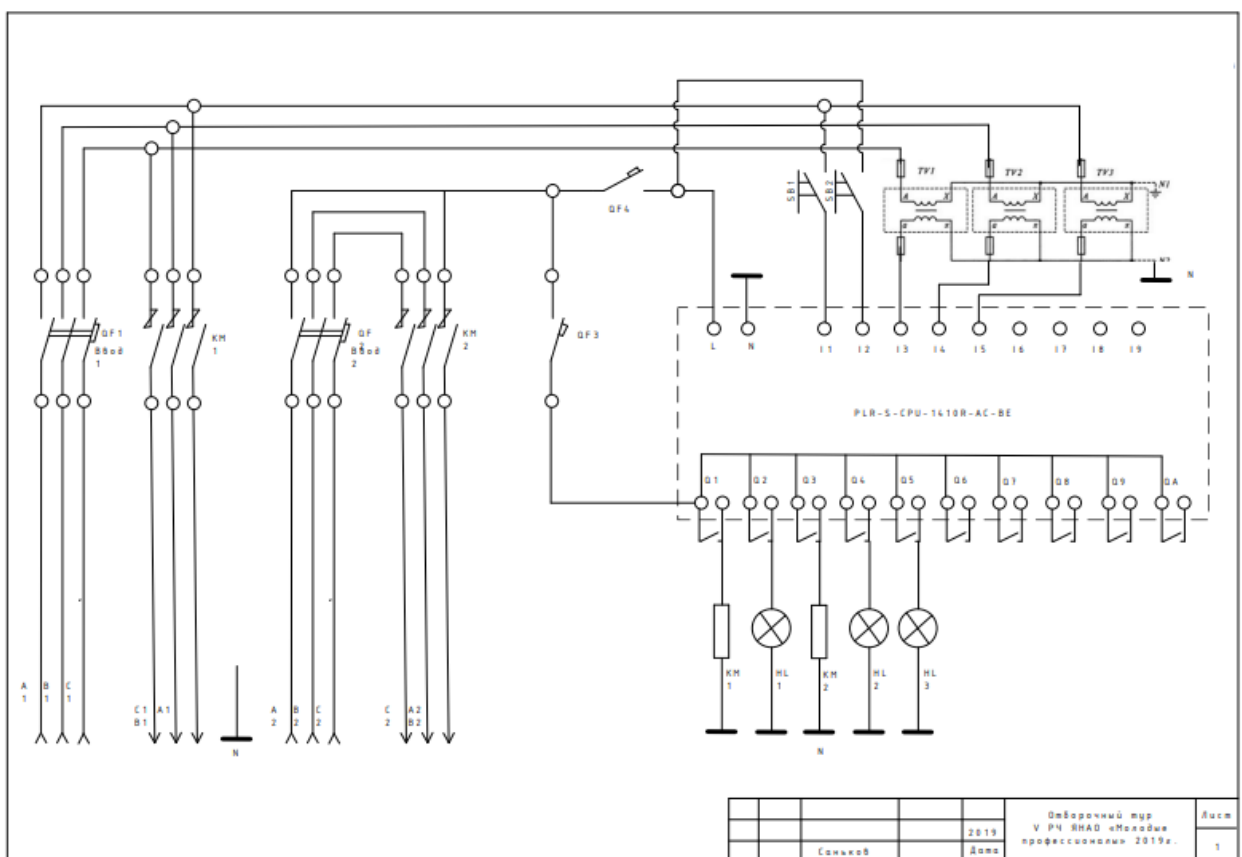 TV1
TV2
TV3
A X
A X
A X
a x
a x
a x
N1
N2
N
SB1
SB2
QF4
QF1
Ввод
1
KM
1
QF
2
Ввод
2
KM
2
QF3
L N I1 I2 I3 I4 I5 I6 I7 I8 I9
PLR-S-CPU-1410R-AC-BE
Q1 Q2 Q3 Q4 Q5 Q6 Q7 Q8 Q9 QA
KM
1
HL
1
KM
2
HL
2
HL
3
A
1
B
1
C
1
C1 A1
B1
N
A
2
B
2
C
2
C
2
A2
B2
N
Отборочный тур
V РЧ ЯНАО «Молодые
профессионалы» 2019г.
Лист
1
2019
Саньков
Дата